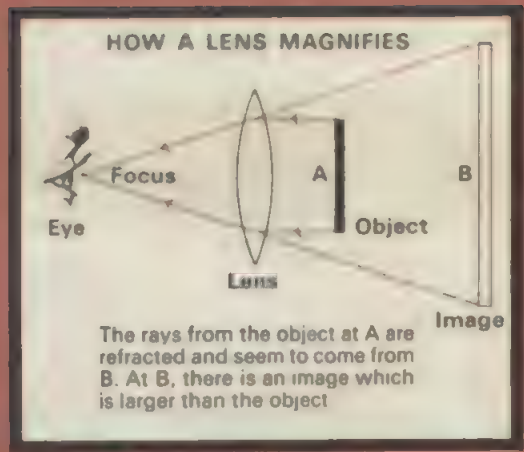 HOW A LENS MAGNIFIES
A
B
Focus
Eye
Object
Lens
Image
The rays from the object at A are
refracted and seem to come from
B. At B, there is an image which
is larger than the object